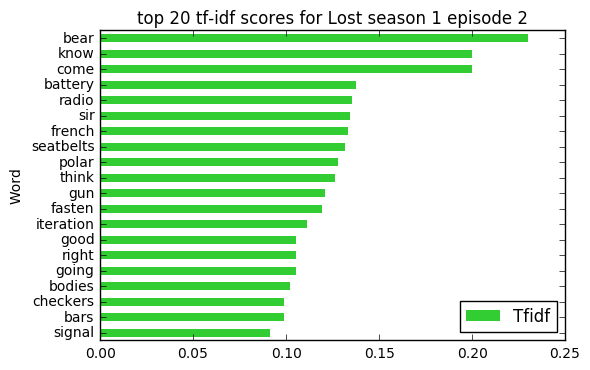 top 20 tf-idf scores for Lost season 1 episode 2
Word
bear
know
come
battery
radio
sir
french
seatbelts
polar
think
gun
fasten
iteration
good
right
going
bodies
checkers
bars
signal
Tfidf
0.00 0.05 0.10 0.15 0.20 0.25